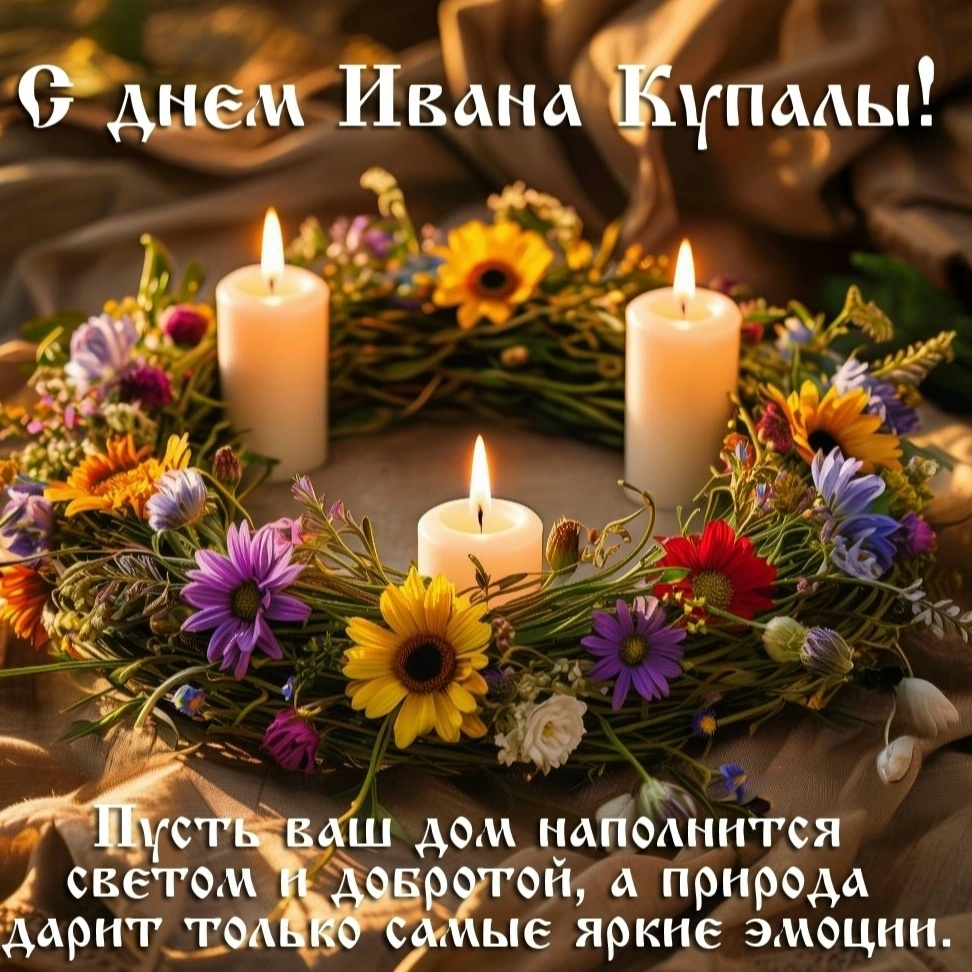 С днем Ивана Купалы!
Пусть ваш дом наполнится
светом и добротой, а природа
дарит только самые яркие эмоции.